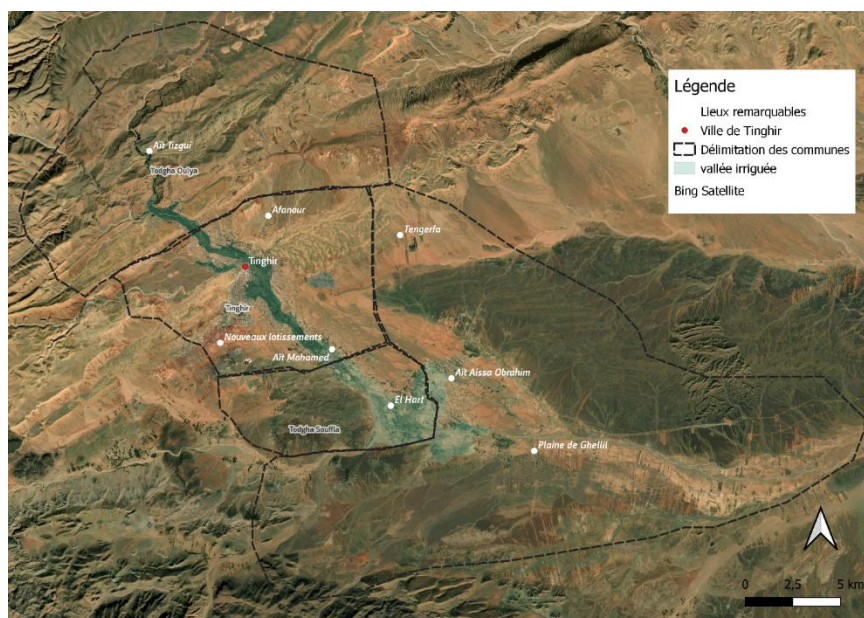 Légende
Lieux remarquables
Ville de Tinghir
Délimitation des communes
vallée irriguée
Bing Satellite
Aït Tizgui
Todgha Oulya
Afanour
Tengerfa
Tinghir
Tinghir
Nouveaux lotissements
Aït Mohamed
Aït Aissa Obrahim
El Hart
Todgha Souffla
Plaine de Ghellil
0 2,5 5 km